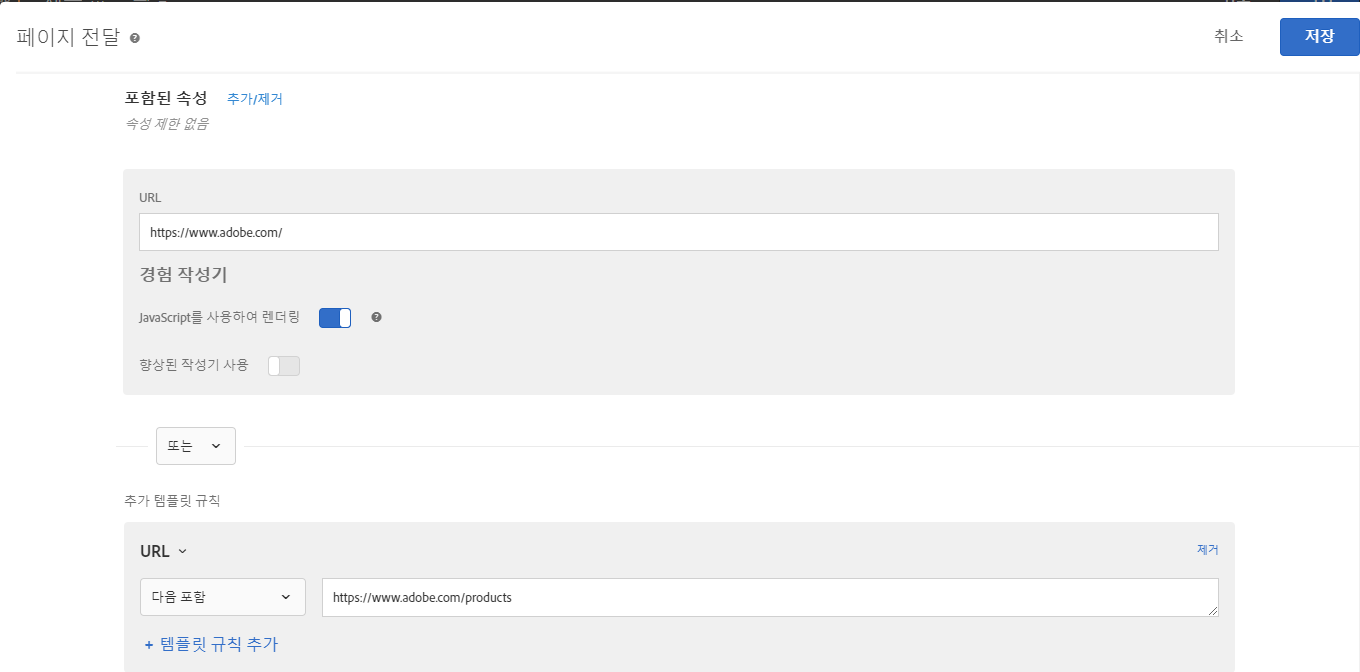 페이지 전달
취소
저장
포함된 속성 추가/제거
속성 제한 없음
URL
https://www.adobe.com/
경험 작성기
JavaScript를 사용하여 렌더링
향상된 작성기 사용
또는
추가 템플릿 규칙
URL
제거
다음 포함
https://www.adobe.com/products
+ 템플릿 규칙 추가